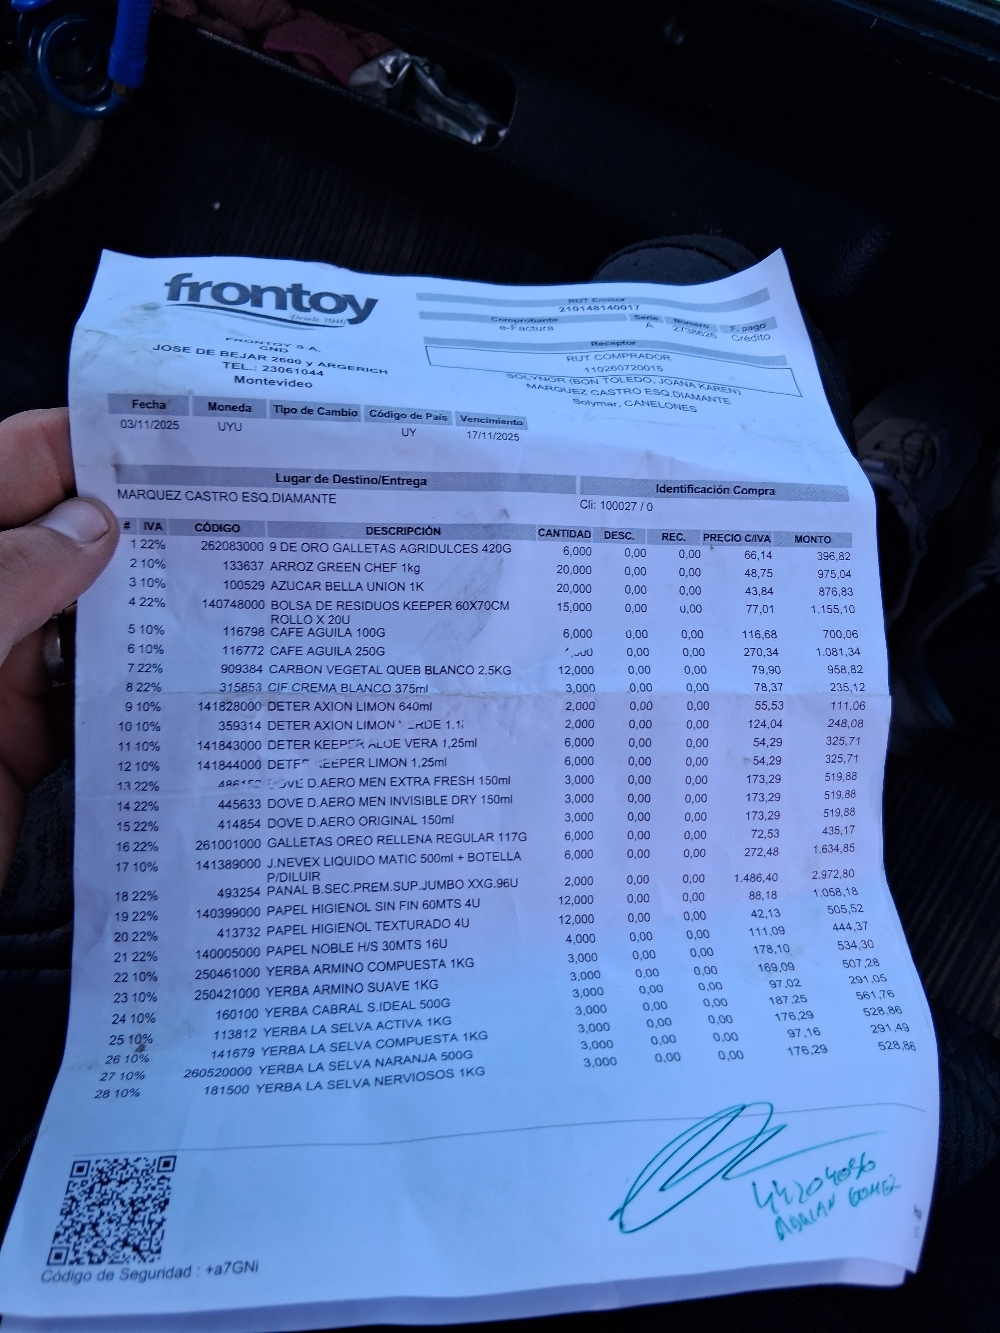 frontoy
Desde 1946
FRONTOY S.A.
CND
JOSE DE BEJAR 2600 y ARGERICH
TEL.: 23061044
Montevideo
RUT Emisor
210148140017
Comprobante Serie Número F. pago
e-Factura A Crédito
Receptor
RUT COMPRADOR
110260720015
SOLYNOR (BON TOLEDO, JOANA KAREN)
MARQUEZ CASTRO ESQ.DIAMANTE
Solymar, CANELONES
Fecha Moneda Tipo de Cambio Código de País Vencimiento
03/11/2025 UYU UY 17/11/2025
Lugar de Destino/Entrega Identificación Compra
MARQUEZ CASTRO ESQ.DIAMANTE Cli: 100027 / 0
# IVA CÓDIGO DESCRIPCIÓN CANTIDAD DESC. REC. PRECIO C/IVA MONTO
1 22% 262083000 9 DE ORO GALLETAS AGRIDULCES 420G 6,000 0,00 0,00 66,14 396,82
2 10% 133637 ARROZ GREEN CHEF 1kg 20,000 0,00 0,00 48,75 975,04
3 10% 100529 AZUCAR BELLA UNION 1K 20,000 0,00 0,00 43,84 876,83
4 22% 140748000 BOLSA DE RESIDUOS KEEPER 60X70CM 15,000 0,00 0,00 77,01 1.155,10
ROLLO X 20U
5 10% 116798 CAFE AGUILA 100G 6,000 0,00 0,00 116,68 700,06
6 10% 116772 CAFE AGUILA 250G 0,00 0,00 270,34 1.081,34
7 22% 909384 CARBON VEGETAL QUEB BLANCO 2,5KG 12,000 0,00 0,00 79,90 958,82
8 22% 315853 CIF CREMA BLANCO 375ml 3,000 0,00 0,00 78,37 235,12
9 10% 141828000 DETER AXION LIMON 640ml 2,000 0,00 0,00 55,53 111,06
10 10% 359314 DETER AXION LIMON 2,000 0,00 0,00 124,04 248,08
11 10% 141843000 DETER KEEPER ALOE VERA 1,25ml 6,000 0,00 0,00 54,29 325,71
12 10% 141844000 DETER KEEPER LIMON 1,25ml 6,000 0,00 0,00 54,29 325,71
13 22% DOVE D.AERO MEN EXTRA FRESH 150ml 3,000 0,00 0,00 173,29 519,88
14 22% 445633 DOVE D.AERO MEN INVISIBLE DRY 150ml 3,000 0,00 0,00 173,29 519,88
15 22% 414854 DOVE D.AERO ORIGINAL 150ml 3,000 0,00 0,00 173,29 519,88
16 22% 261001000 GALLETAS OREO RELLENA REGULAR 117G 6,000 0,00 0,00 72,53 435,17
17 10% 141389000 J.NEVEX LIQUIDO MATIC 500ml + BOTELLA 6,000 0,00 0,00 272,48 1.634,85
P/DILUIR
18 22% 493254 PANAL B.SEC.PREM.SUP.JUMBO XXG.96U 2,000 0,00 0,00 1.486,40 2.972,80
19 22% 140399000 PAPEL HIGIENOL SIN FIN 60MTS 4U 12,000 0,00 0,00 88,18 1.058,18
20 22% 413732 PAPEL HIGIENOL TEXTURADO 4U 12,000 0,00 0,00 42,13 505,52
21 22% 140005000 PAPEL NOBLE H/S 30MTS 16U 4,000 0,00 0,00 111,09 444,37
22 10% 250461000 YERBA ARMINO COMPUESTA 1KG 3,000 0,00 0,00 178,10 534,30
23 10% 250421000 YERBA ARMINO SUAVE 1KG 3,000 0,00 0,00 169,09 507,28
24 10% 160100 YERBA CABRAL S.IDEAL 500G 3,000 0,00 0,00 97,02 291,05
25 10% 113812 YERBA LA SELVA ACTIVA 1KG 3,000 0,00 0,00 187,25 561,76
26 10% 141679 YERBA LA SELVA COMPUESTA 1KG 3,000 0,00 0,00 176,29 528,86
27 10% 260520000 YERBA LA SELVA NARANJA 500G 3,000 0,00 0,00 97,16 291,49
28 10% 181500 YERBA LA SELVA NERVIOSOS 1KG 3,000 0,00 0,00 176,29 528,86
ADRIAN GOMEZ
Código de Seguridad : +a7GNi